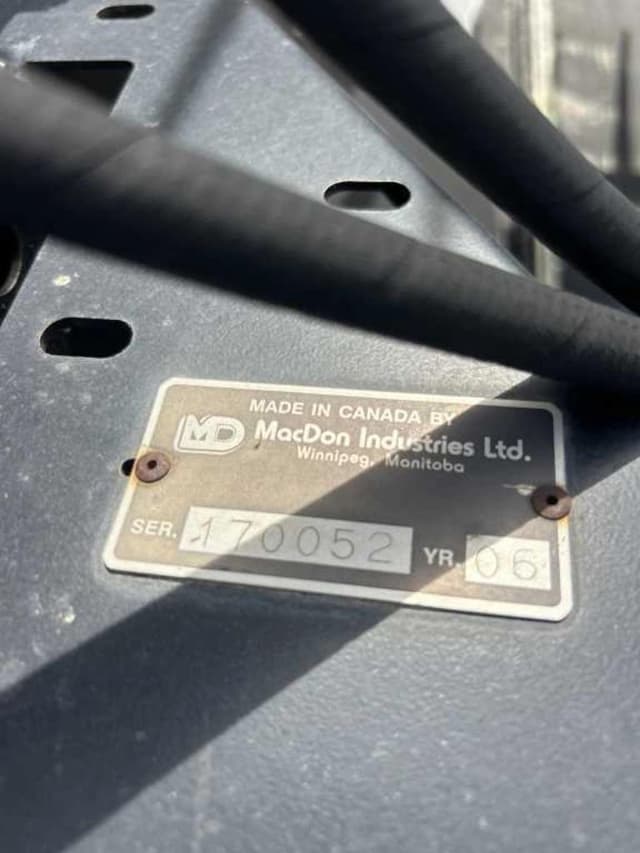 MADE IN CANADA BY
MD MacDon Industries Ltd.
Winnipeg, Manitoba
SER. 170052 YR. 06